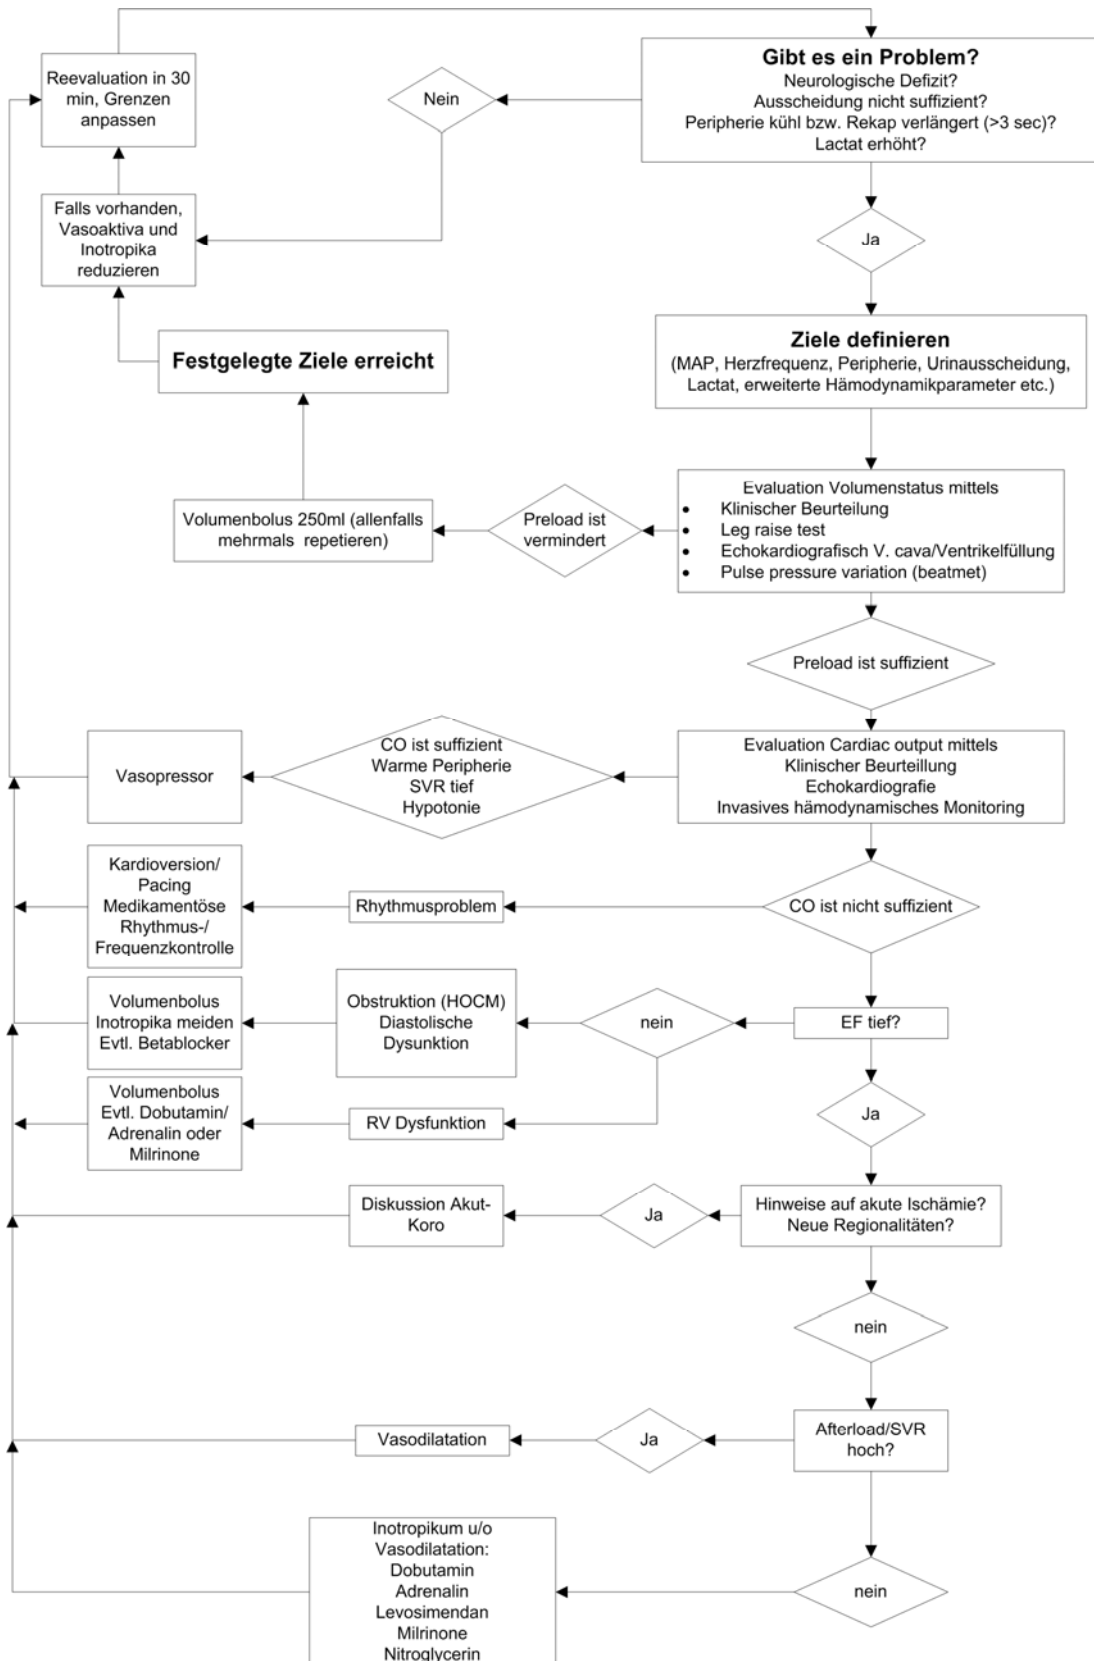 Gibt es ein Problem?
Neurologische Defizit?
Ausscheidung nicht suffizient?
Peripherie kühl bzw. Rekap verlängert (>3 sec)?
Lactat erhöht?
Nein
Reevaluation in 30
min, Grenzen
anpassen
Falls vorhanden,
Vasoaktiva und
Inotropika
reduzieren
Ja
Ziele definieren
(MAP, Herzfrequenz, Peripherie, Urinausscheidung,
Lactat, erweiterte Hämodynamikparameter etc.)
Festgelegte Ziele erreicht
Evaluation Volumenstatus mittels
• Klinischer Beurteilung
• Leg raise test
• Echokardiografisch V. cava/Ventrikelfüllung
• Pulse pressure variation (beatmet)
Preload ist
vermindert
Volumenbolus 250ml (allenfalls
mehrmals repetieren)
Preload ist suffizient
Evaluation Cardiac output mittels
Klinischer Beurteillung
Echokardiografie
Invasives hämodynamisches Monitoring
CO ist suffizient
Warme Peripherie
SVR tief
Hypotonie
Vasopressor
CO ist nicht suffizient
Rhythmusproblem
Kardioversion/
Pacing
Medikamentöse
Rhythmus-/
Frequenzkontrolle
EF tief?
nein
Obstruktion (HOCM)
Diastolische
Dysunktion
Volumenbolus
Inotropika meiden
Evtl. Betablocker
RV Dysfunktion
Volumenbolus
Evtl. Dobutamin/
Adrenalin oder
Milrinone
Ja
Hinweise auf akute Ischämie?
Neue Regionalitäten?
Ja
Diskussion Akut-
Koro
nein
Afterload/SVR
hoch?
Ja
Vasodilatation
nein
Inotropikum u/o
Vasodilatation:
Dobutamin
Adrenalin
Levosimendan
Milrinone
Nitroglycerin